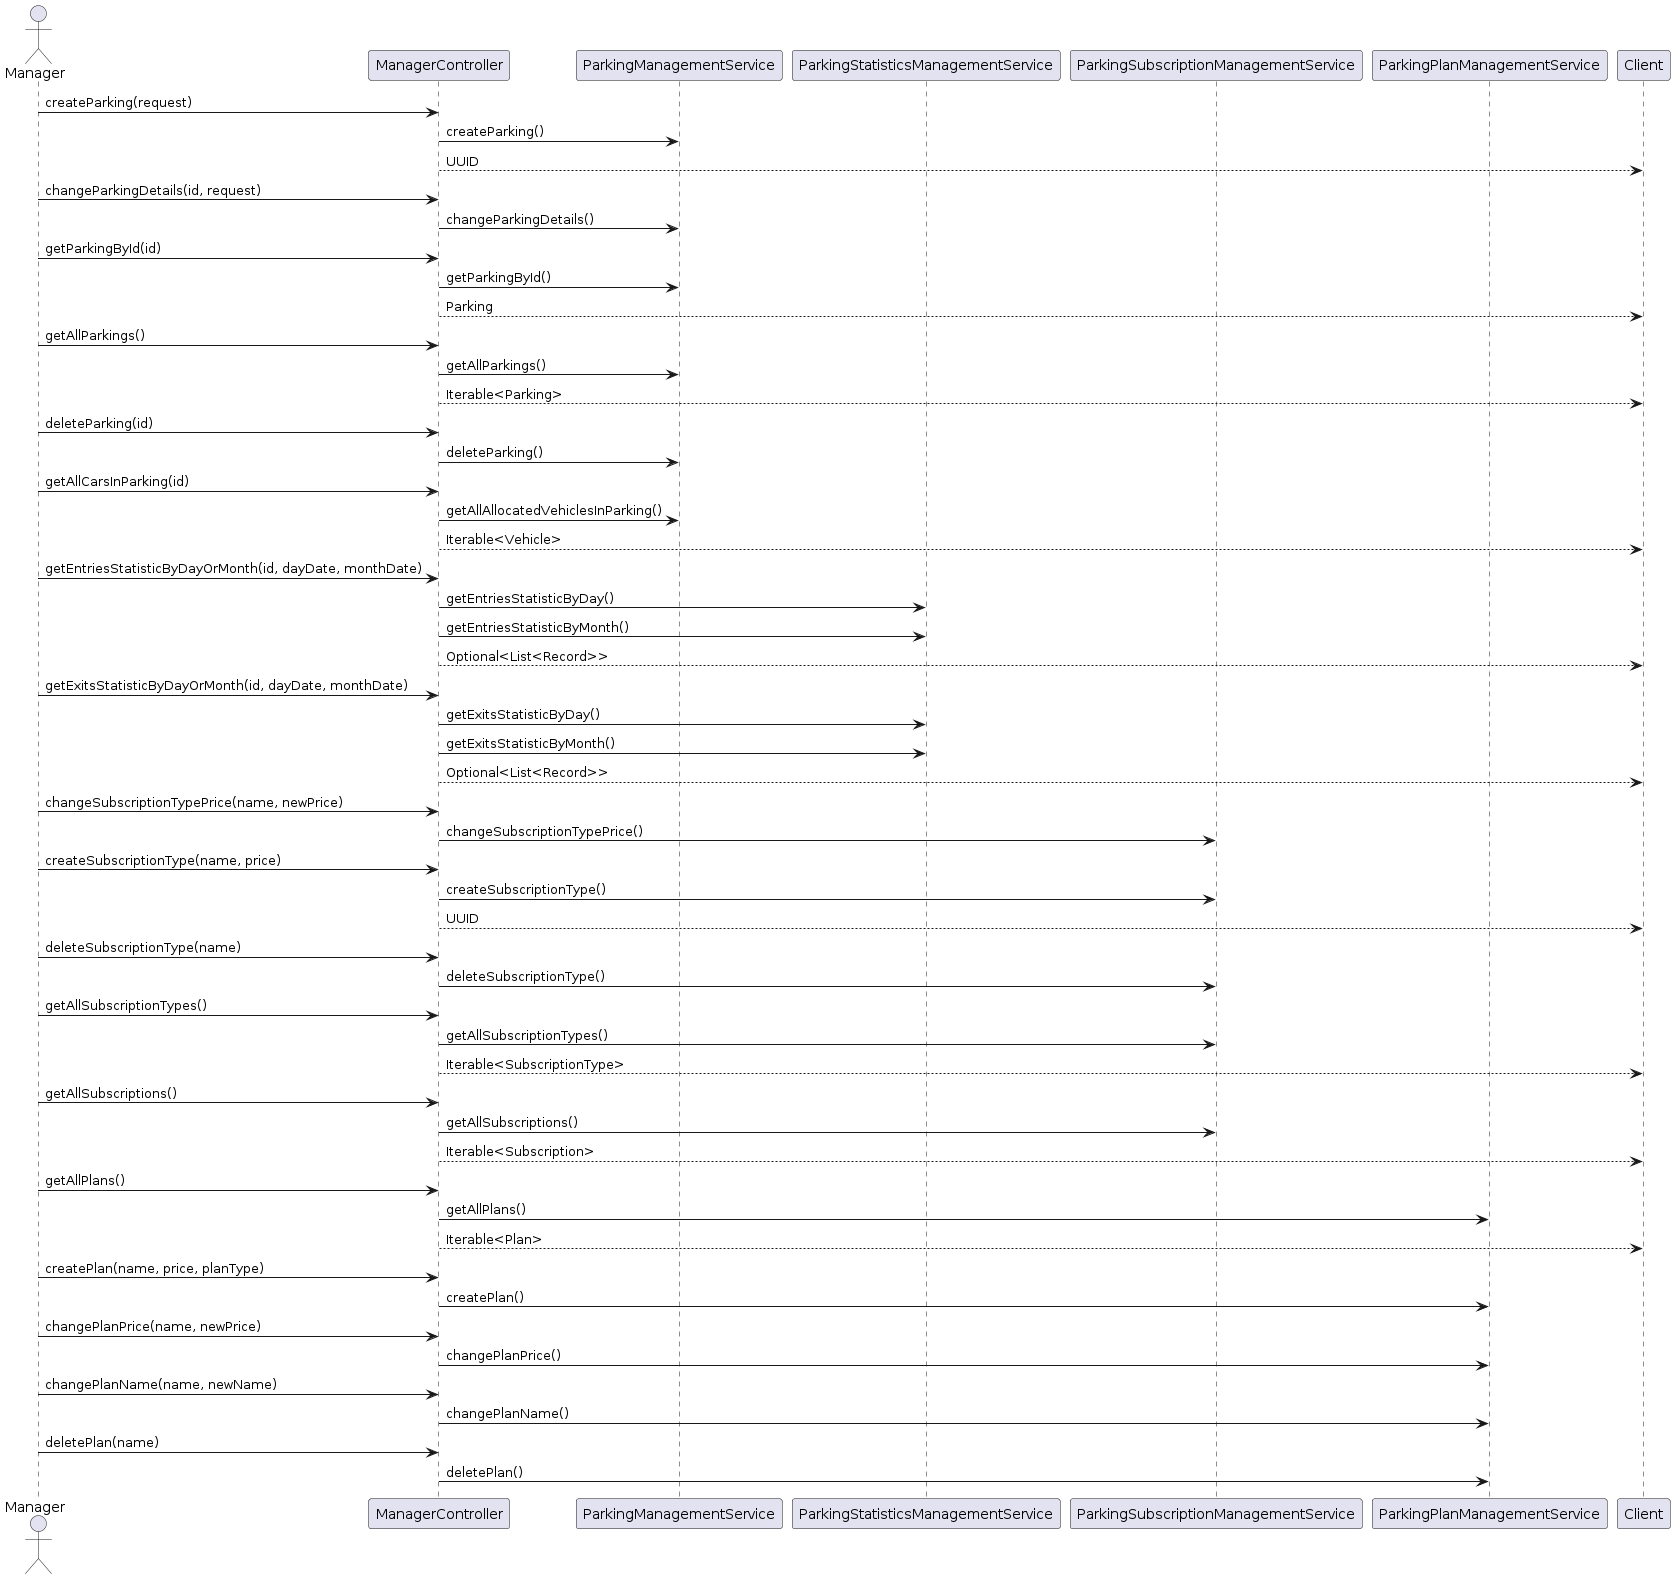 Manager
ManagerController
ParkingManagementService
ParkingStatisticsManagementService
ParkingSubscriptionManagementService
ParkingPlanManagementService
Client
createParking(request)
createParking()
UUID
changeParkingDetails(id, request)
changeParkingDetails()
getParkingById(id)
getParkingById()
Parking
getAllParkings()
getAllParkings()
Iterable<Parking>
deleteParking(id)
deleteParking()
getAllCarsInParking(id)
getAllAllocatedVehiclesInParking()
Iterable<Vehicle>
getEntriesStatisticByDayOrMonth(id, dayDate, monthDate)
getEntriesStatisticByDay()
getEntriesStatisticByMonth()
Optional<List<Record>>
getExitsStatisticByDayOrMonth(id, dayDate, monthDate)
getExitsStatisticByDay()
getExitsStatisticByMonth()
Optional<List<Record>>
changeSubscriptionTypePrice(name, newPrice)
changeSubscriptionTypePrice()
createSubscriptionType(name, price)
createSubscriptionType()
UUID
deleteSubscriptionType(name)
deleteSubscriptionType()
getAllSubscriptionTypes()
getAllSubscriptionTypes()
Iterable<SubscriptionType>
getAllSubscriptions()
getAllSubscriptions()
Iterable<Subscription>
getAllPlans()
getAllPlans()
Iterable<Plan>
createPlan(name, price, planType)
createPlan()
changePlanPrice(name, newPrice)
changePlanPrice()
changePlanName(name, newName)
changePlanName()
deletePlan(name)
deletePlan()
Manager
ManagerController
ParkingManagementService
ParkingStatisticsManagementService
ParkingSubscriptionManagementService
ParkingPlanManagementService
Client